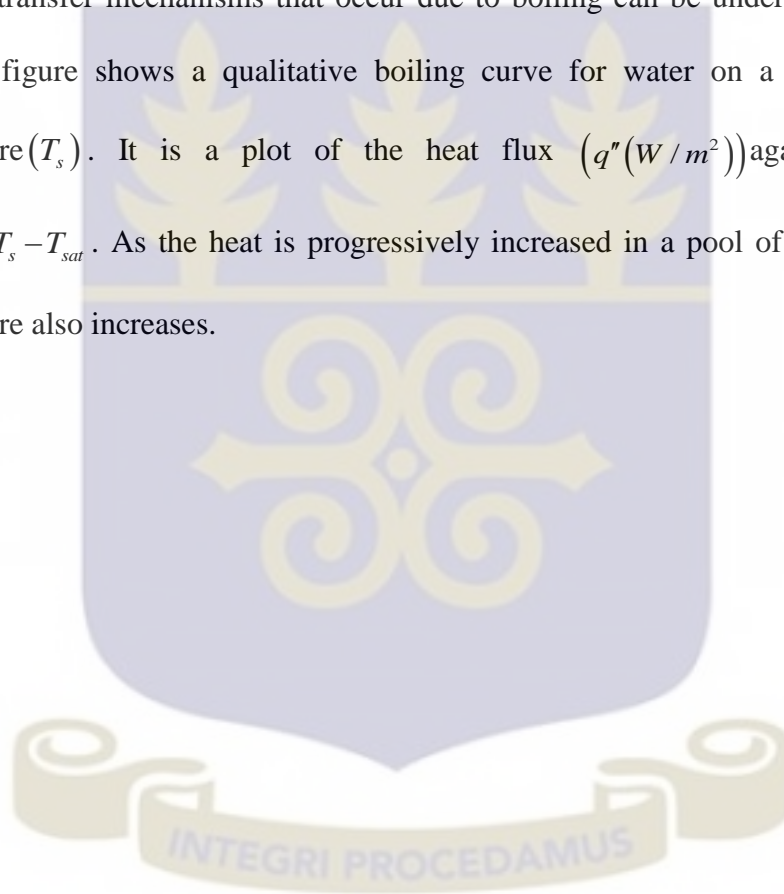 transfer mechanisms that occur due to boiling can be under
figure shows a qualitative boiling curve for water on a
re (T_s). It is a plot of the heat flux (q″(W / m²)) aga
T_s − T_sat. As the heat is progressively increased in a pool of
re also increases.
INTEGRI PROCEDAMUS